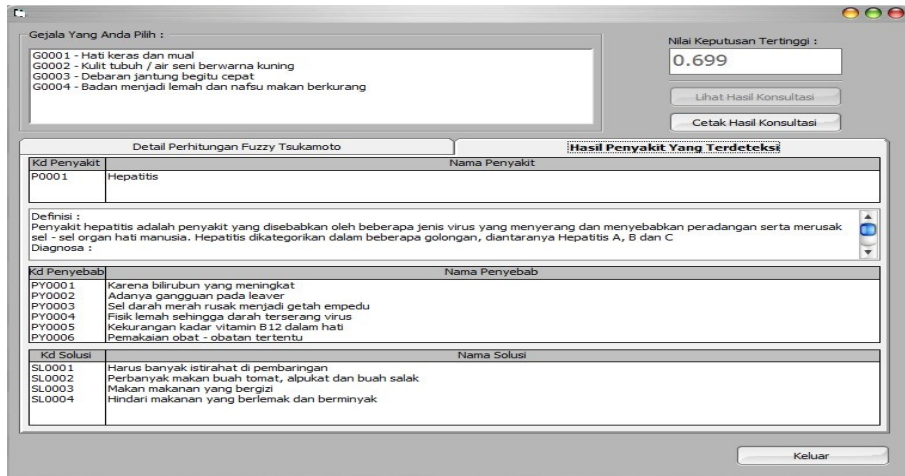 Gejala Yang Anda Pilih :
G0001 - Hati keras dan mual
G0002 - Kulit tubuh / air seni berwarna kuning
G0003 - Debaran jantung begitu cepat
G0004 - Badan menjadi lemah dan nafsu makan berkurang
Nilai Keputusan Tertinggi :
0.699
Lihat Hasil Konsultasi
Cetak Hasil Konsultasi
Detail Perhitungan Fuzzy Tsukamoto
Hasil Penyakit Yang Terdeteksi
Kd Penyakit Nama Penyakit
P0001 Hepatitis
Definisi :
Penyakit hepatitis adalah penyakit yang disebabkan oleh beberapa jenis virus yang menyerang dan menyebabkan peradangan serta merusak
sel - sel organ hati manusia. Hepatitis dikategorikan dalam beberapa golongan, diantaranya Hepatitis A, B dan C
Diagnosa :
Kd Penyebab Nama Penyebab
PY0001 Karena bilirubun yang meningkat
PY0002 Adanya gangguan pada leaver
PY0003 Sel darah merah rusak menjadi getah empedu
PY0004 Fisik lemah sehingga darah terserang virus
PY0005 Kekurangan kadar vitamin B12 dalam hati
PY0006 Pemakaian obat - obatan tertentu
Kd Solusi Nama Solusi
SL0001 Harus banyak istirahat di pembaringan
SL0002 Perbanyak makan buah tomat, alpukat dan buah salak
SL0003 Makan makanan yang bergizi
SL0004 Hindari makanan yang berlemak dan berminyak
Keluar